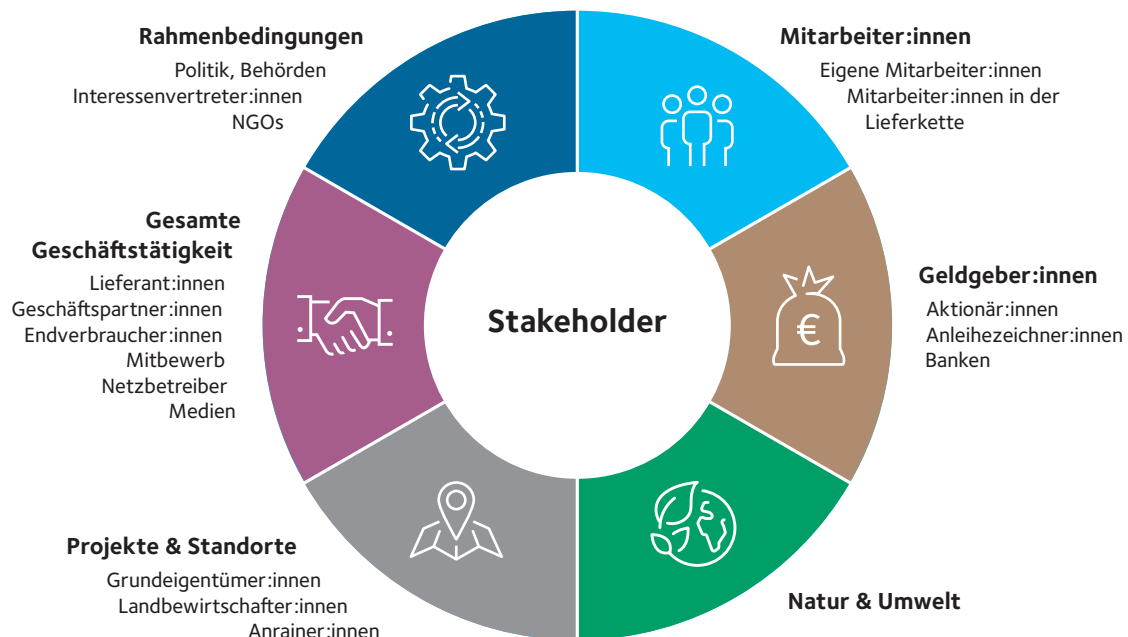 Rahmenbedingungen
Politik, Behörden
Interessenvertreter:innen
NGOs
Mitarbeiter:innen
Eigene Mitarbeiter:innen
Mitarbeiter:innen in der
Lieferkette
Gesamte
Geschäftstätigkeit
Lieferant:innen
Geschäftspartner:innen
Endverbraucher:innen
Mitbewerb
Netzbetreiber
Medien
Stakeholder
€
Geldgeber:innen
Aktionär:innen
Anleihezeichner:innen
Banken
Projekte & Standorte
Grundeigentümer:innen
Landbewirtschafter:innen
Anrainer:innen
Natur & Umwelt